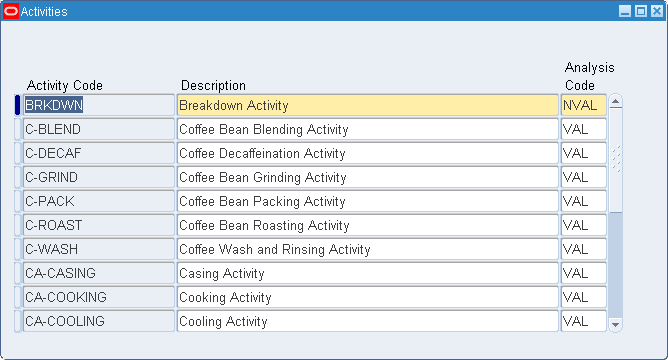 Activities
Analysis
Activity Code Description Code
BRKDWN Breakdown Activity NVAL
C-BLEND Coffee Bean Blending Activity VAL
C-DECAF Coffee Decaffeination Activity VAL
C-GRIND Coffee Bean Grinding Activity VAL
C-PACK Coffee Bean Packing Activity VAL
C-ROAST Coffee Bean Roasting Activity VAL
C-WASH Coffee Wash and Rinsing Activity VAL
CA-CASING Casing Activity VAL
CA-COOKING Cooking Activity VAL
CA-COOLING Cooling Activity VAL